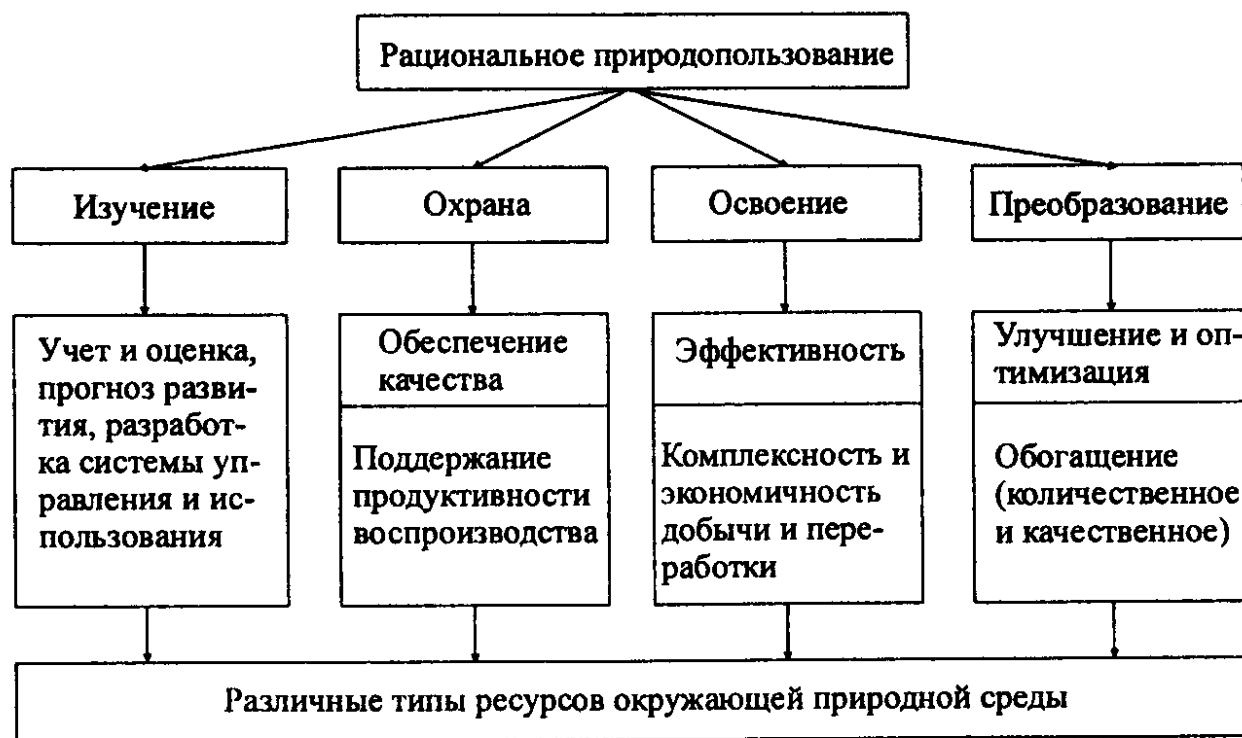 Рациональное природопользование
Изучение
Охрана
Освоение
Преобразование
Учет и оценка,
прогноз разви-
тия, разработ-
ка системы уп-
равления и ис-
пользования
Обеспечение
качества
Поддержание
продуктивности
воспроизводства
Эффективность
Комплексность и
экономичность
добычи и пере-
работки
Улучшение и оп-
тимизация
Обогащение
(количественное
и качественное)
Различные типы ресурсов окружающей природной среды